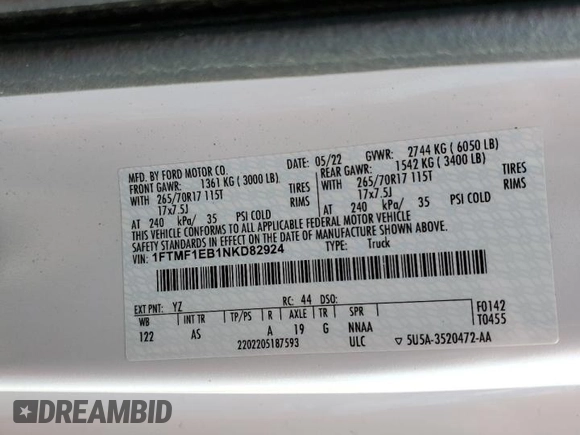 MFD. BY FORD MOTOR CO.
DATE: 05/22 GVWR: 2744 KG ( 6050 LB)
FRONT GAWR: 1361 KG ( 3000 LB) REAR GAWR: 1542 KG ( 3400 LB)
WITH 265/70R17 115T TIRES WITH 265/70R17 115T TIRES
17x7.5J RIMS 17x7.5J RIMS
AT 240 kPa/ 35 PSI COLD AT 240 kPa/ 35 PSI COLD
THIS VEHICLE CONFORMS TO ALL APPLICABLE FEDERAL MOTOR VEHICLE
SAFETY STANDARDS IN EFFECT ON THE DATE OF MANUFACTURE SHOWN ABOVE.
VIN: 1FTMF1EB1NKD82924 TYPE: Truck
EXT PNT: YZ RC: 44 DSO:
WB INT TR TP/PS R AXLE TR SPR F0142
122 AS A 19 G NNAA T0455
2202205187593 ULC ▽ 5U5A-3520472-AA
DREAMBID